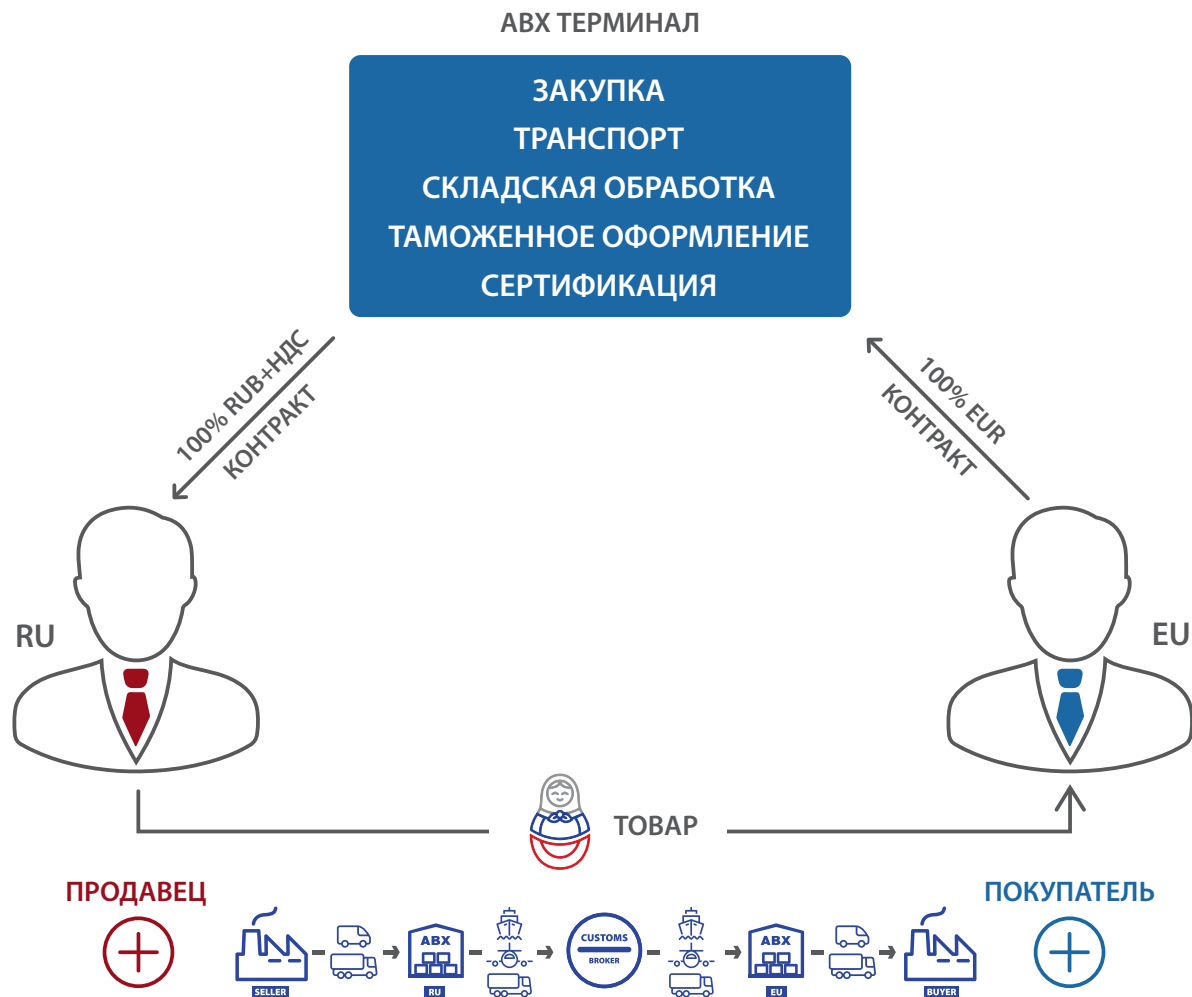 АВХ ТЕРМИНАЛ
ЗАКУПКА
ТРАНСПОРТ
СКЛАДСКАЯ ОБРАБОТКА
ТАМОЖЕННОЕ ОФОРМЛЕНИЕ
СЕРТИФИКАЦИЯ
100% RUB+НДС
КОНТРАКТ
100% EUR
КОНТРАКТ
RU
EU
ТОВАР
ПРОДАВЕЦ
ПОКУПАТЕЛЬ
SELLER
ABX
RU
CUSTOMS
BROKER
ABX
EU
BUYER